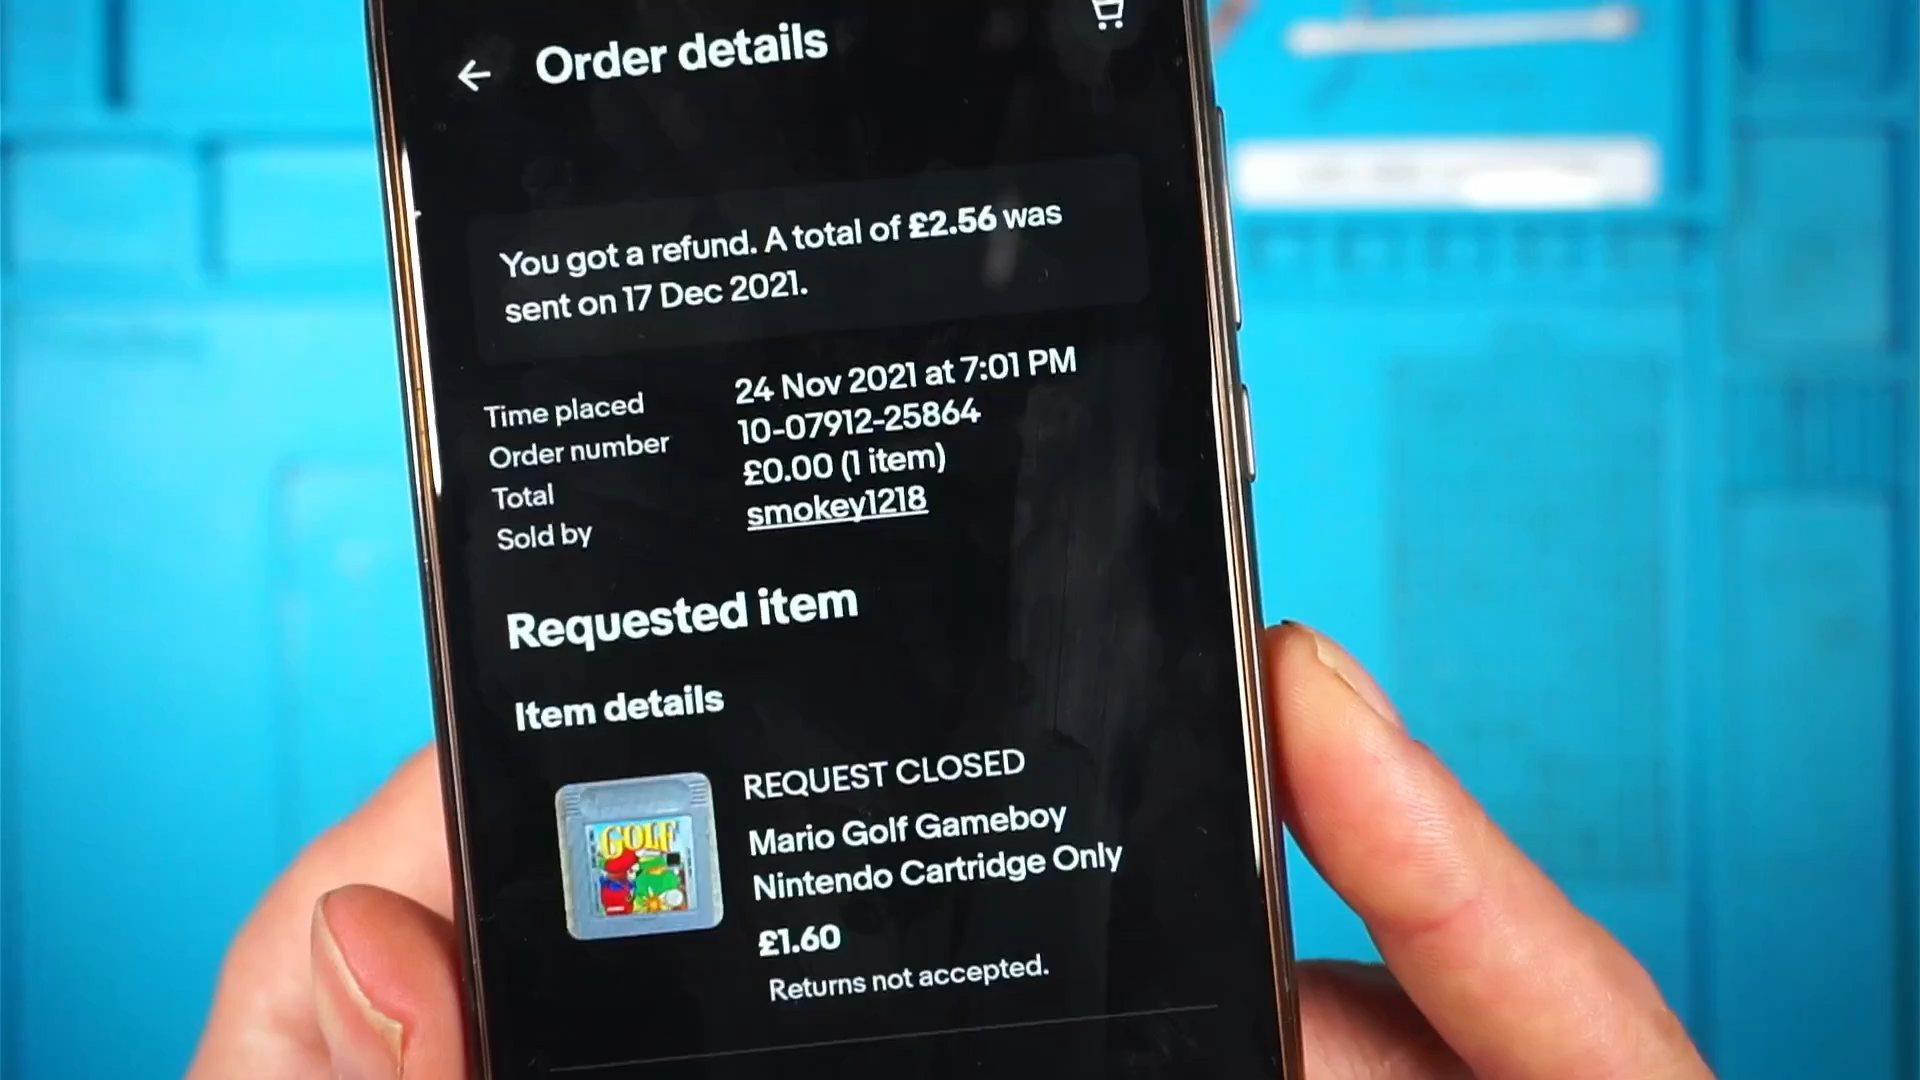 Order details
You got a refund. A total of £2.56 was
sent on 17 Dec 2021.
Time placed 24 Nov 2021 at 7:01 PM
Order number 10-07912-25864
Total £0.00 (1 item)
Sold by smokey1218
Requested item
Item details
REQUEST CLOSED
GOLF
Mario Golf Gameboy
Nintendo Cartridge Only
£1.60
Returns not accepted.